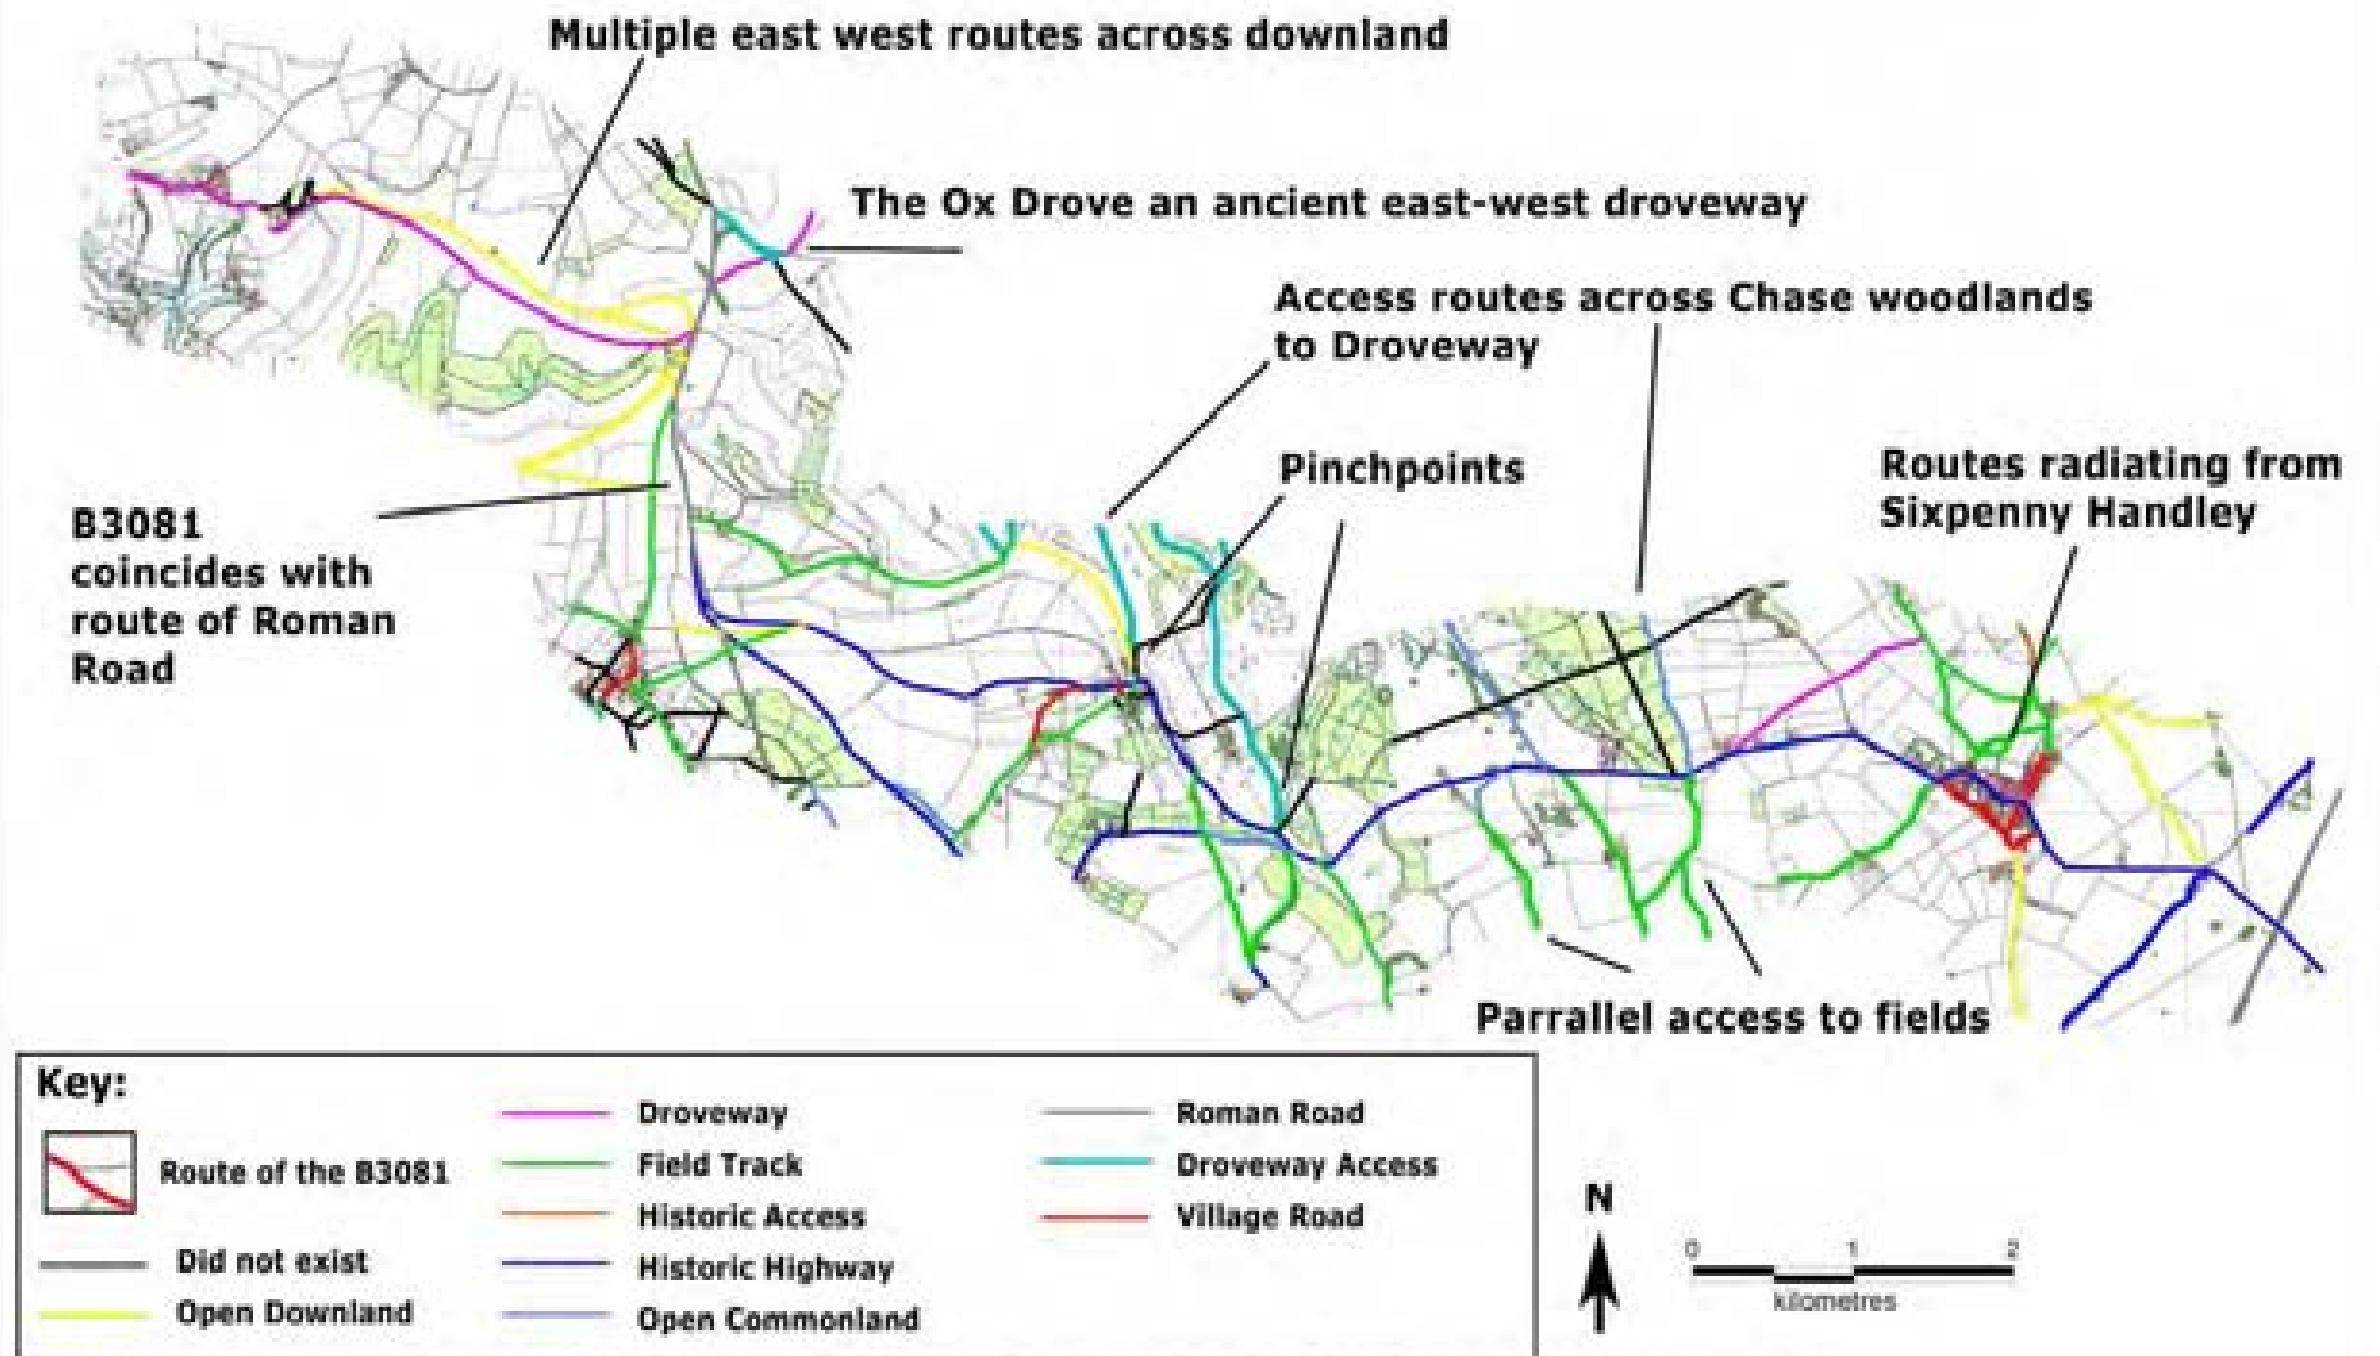 Multiple east west routes across downland
The Ox Drove an ancient east-west droveway
Access routes across Chase woodlands
to Droveway
Pinchpoints
Routes radiating from
Sixpenny Handley
B3081
coincides with
route of Roman
Road
Parrallel access to fields
Key:
Route of the B3081
Did not exist
Open Downland
Droveway
Field Track
Historic Access
Historic Highway
Open Commonland
Roman Road
Droveway Access
Village Road
N
0 1 2
kilometres